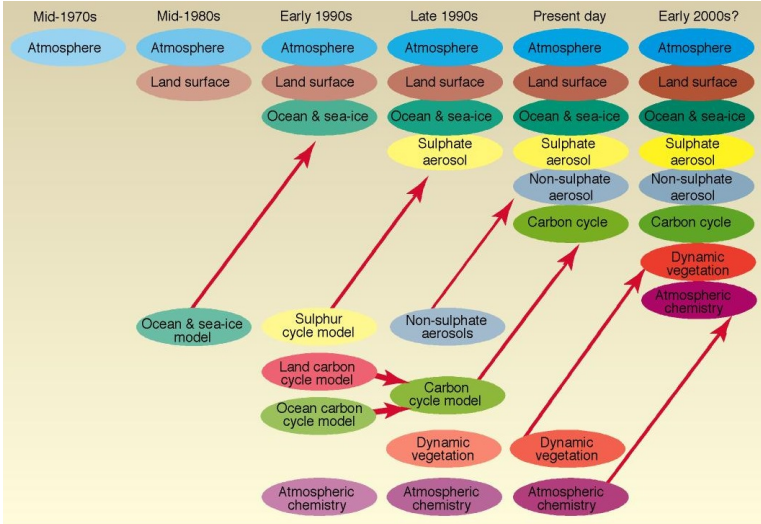 Mid-1970s
Mid-1980s
Early 1990s
Late 1990s
Present day
Early 2000s?
Atmosphere
Atmosphere
Atmosphere
Atmosphere
Atmosphere
Atmosphere
Land surface
Land surface
Land surface
Land surface
Land surface
Ocean & sea-ice
Ocean & sea-ice
Ocean & sea-ice
Ocean & sea-ice
Sulphate
aerosol
Sulphate
aerosol
Sulphate
aerosol
Non-sulphate
aerosol
Non-sulphate
aerosol
Carbon cycle
Carbon cycle
Dynamic
vegetation
Atmospheric
chemistry
Ocean & sea-ice
model
Sulphur
cycle model
Non-sulphate
aerosols
Land carbon
cycle model
Carbon
cycle model
Ocean carbon
cycle model
Dynamic
vegetation
Dynamic
vegetation
Atmospheric
chemistry
Atmospheric
chemistry
Atmospheric
chemistry